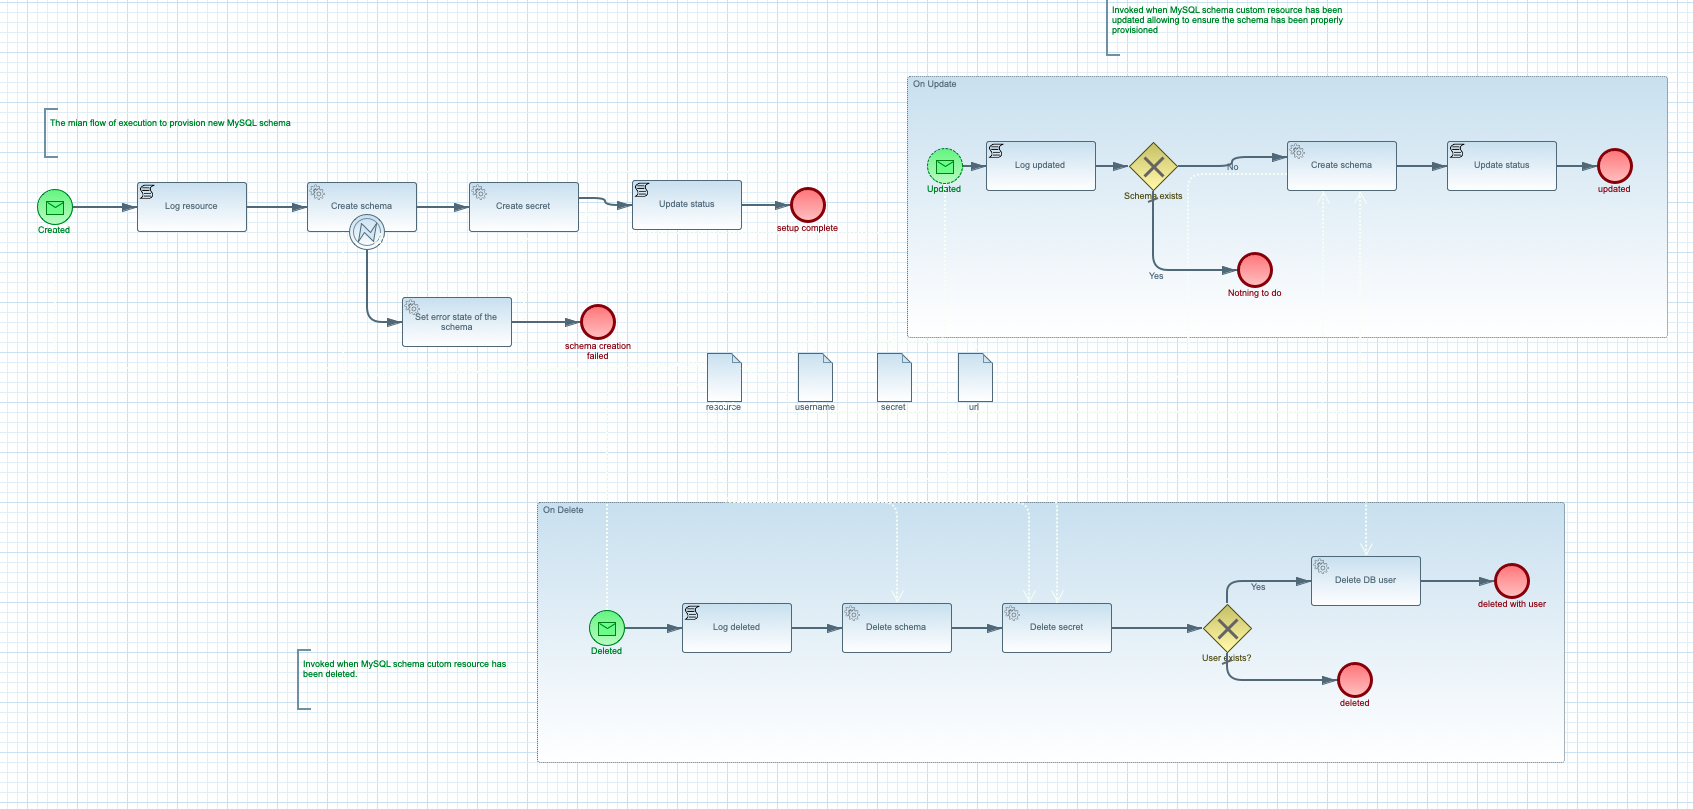 Invoked when MySQL schema custom resource has been
updated allowing to ensure the schema has been properly
provisioned
On Update
The mian flow of execution to provision new MySQL schema
Updated
Log updated
Schema exists
No
Create schema
Update status
updated
Yes
Notning to do
Created
Log resource
Create schema
Create secret
Update status
setup complete
Set error state of the
schema
schema creation
failed
resource
username
secret
url
On Delete
Deleted
Log deleted
Delete schema
Delete secret
User exists?
Yes
Delete DB user
deleted with user
deleted
Invoked when MySQL schema cutom resource has
been deleted.